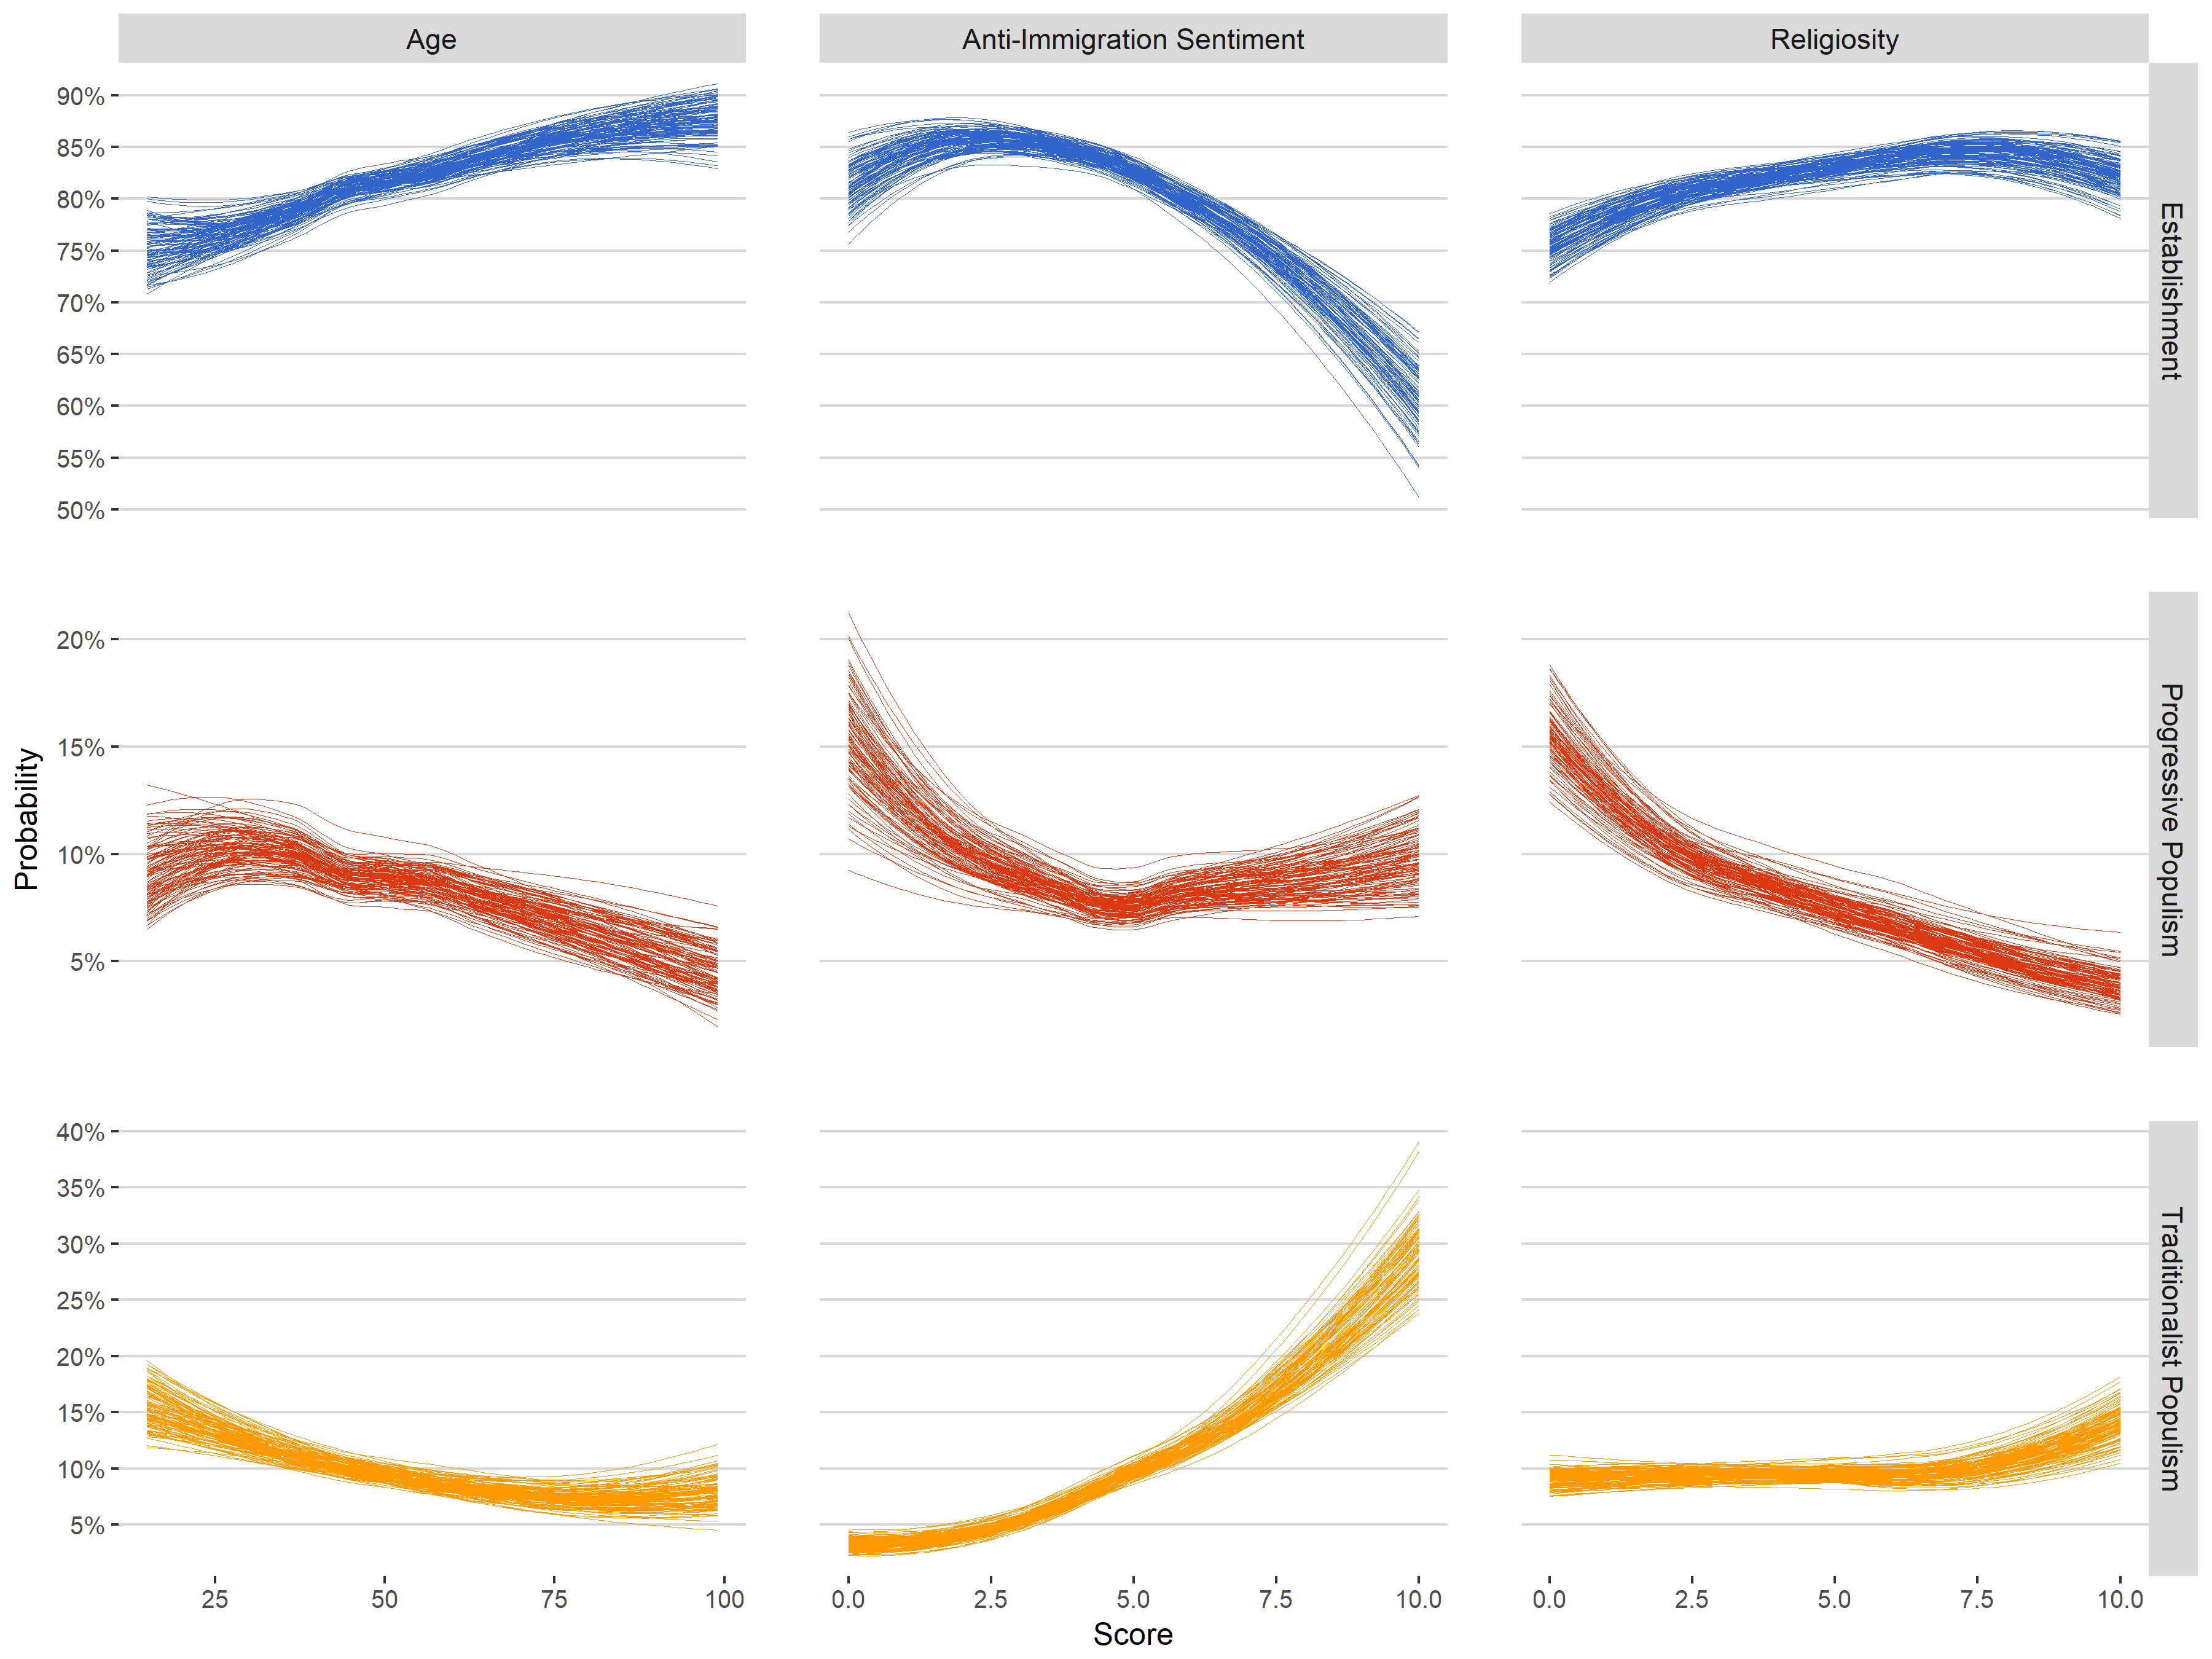 Age
Anti-Immigration Sentiment
Religiosity
90%
85%
80%
75%
70%
65%
60%
55%
50%
Establishment
20%
15%
10%
5%
Progressive Populism
40%
35%
30%
25%
20%
15%
10%
5%
Traditionalist Populism
Probability
25 50 75 100
0.0 2.5 5.0 7.5 10.0
0.0 2.5 5.0 7.5 10.0
Score